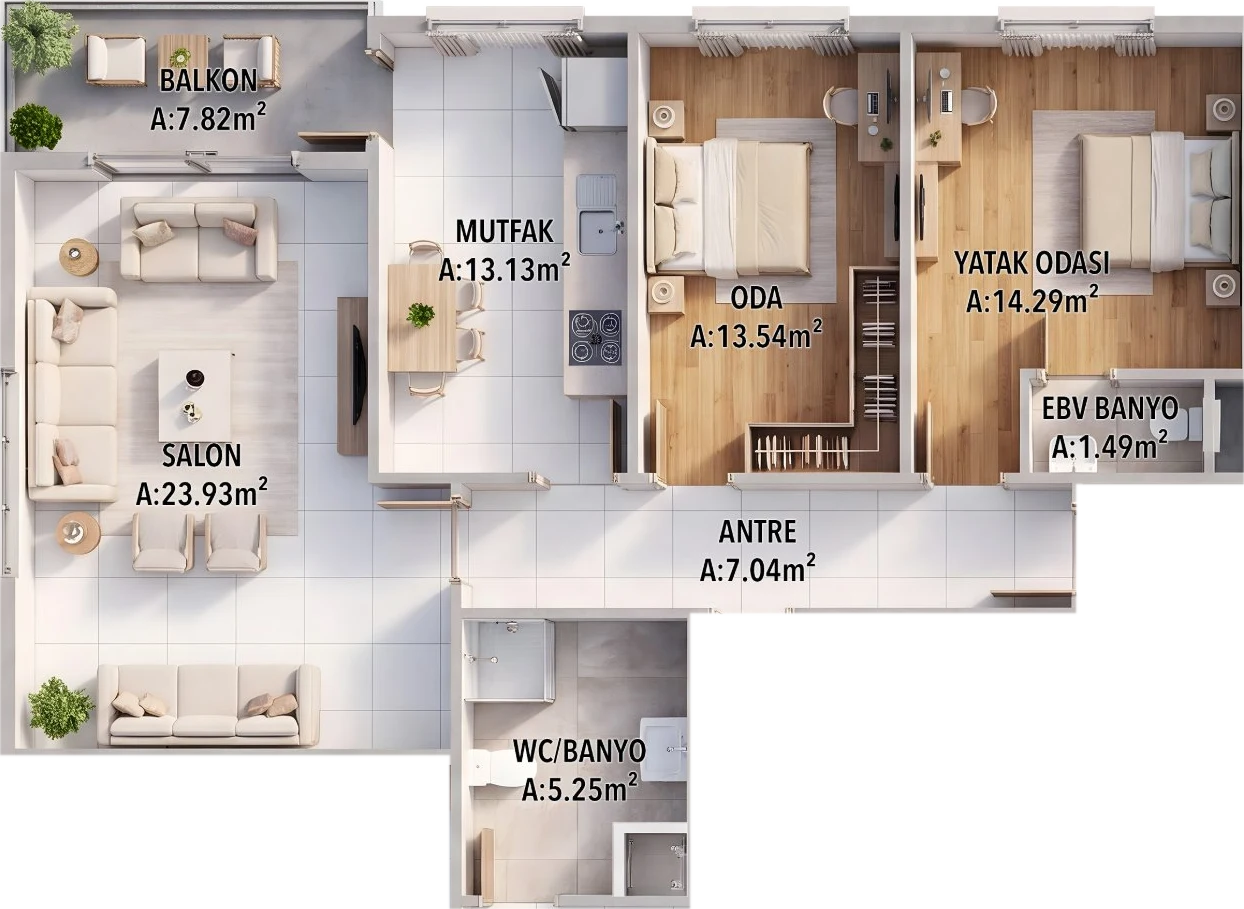 BALKON
A:7.82m²
MUTFAK
A:13.13m²
ODA
A:13.54m²
YATAK ODASI
A:14.29m²
EBV BANYO
A:1.49m²
SALON
A:23.93m²
ANTRE
A:7.04m²
WC/BANYO
A:5.25m²